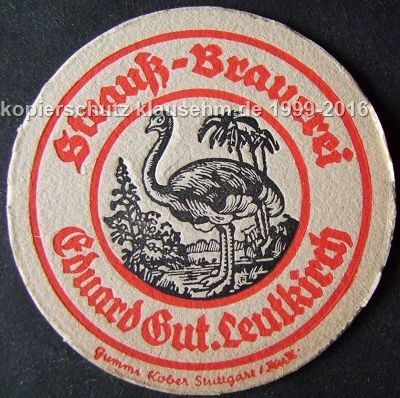 Strauß-Brauerei
kopierschutz klausehm.de 1999-2016
Eduard Gut. Leutkirch
Gummi Kober Stuttgart